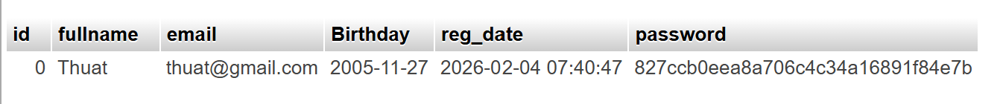 id fullname email Birthday reg_date password
0 Thuat thuat@gmail.com 2005-11-27 2026-02-04 07:40:47 827ccb0eea8a706c4c34a16891f84e7b